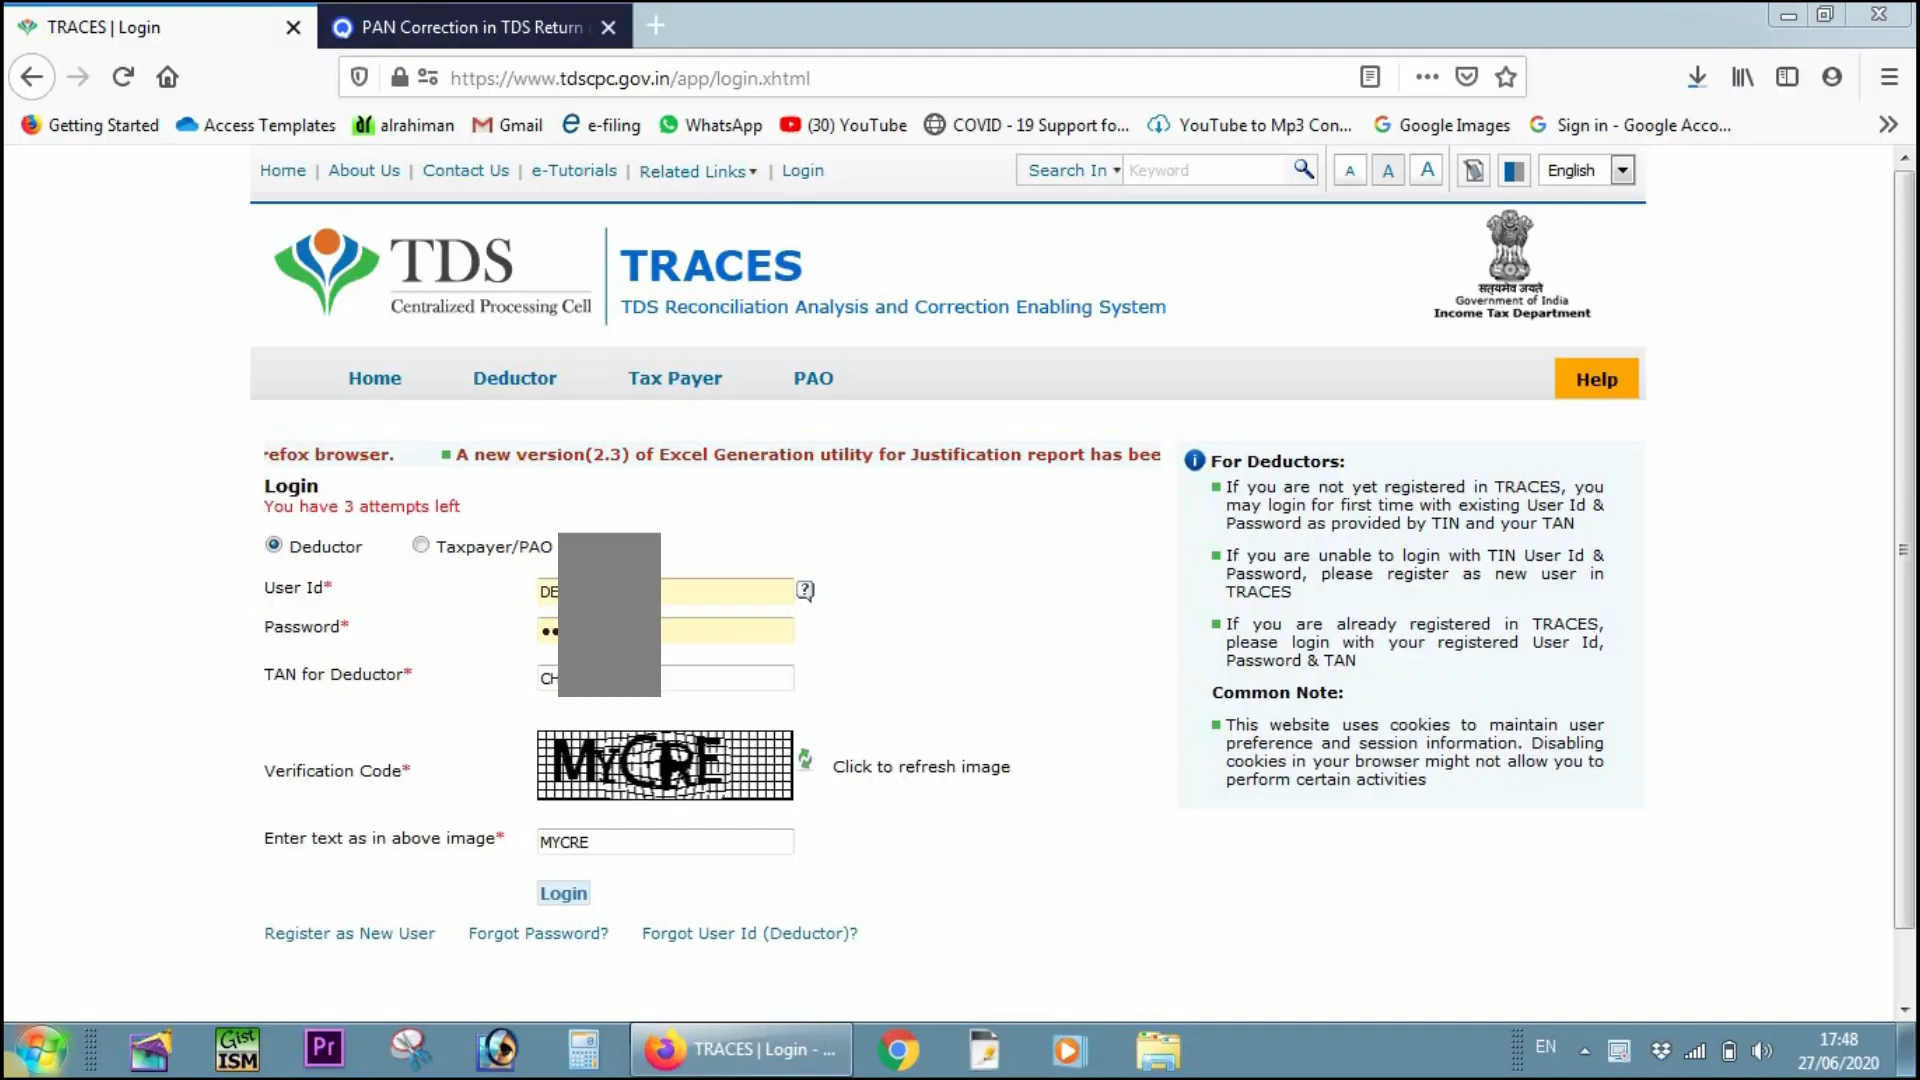 TRACES | Login
PAN Correction in TDS Return
https://www.tdscpc.gov.in/app/login.xhtml
Getting Started
Access Templates
alrahiman
Gmail
e-filing
WhatsApp
(30) YouTube
COVID - 19 Support fo...
YouTube to Mp3 Con...
Google Images
Sign in - Google Acco...
Home | About Us | Contact Us | e-Tutorials | Related Links | Login
Search In
Keyword
A A A
English
TDS
Centralized Processing Cell
TRACES
TDS Reconciliation Analysis and Correction Enabling System
सत्यमेव जयते
Government of India
Income Tax Department
Home
Deductor
Tax Payer
PAO
Help
refox browser. A new version(2.3) of Excel Generation utility for Justification report has bee
Login
You have 3 attempts left
Deductor
Taxpayer/PAO
User Id*
DE
Password*
TAN for Deductor*
CH
Verification Code*
MYCRE
Click to refresh image
Enter text as in above image*
MYCRE
Login
Register as New User
Forgot Password?
Forgot User Id (Deductor)?
For Deductors:
If you are not yet registered in TRACES, you
may login for first time with existing User Id &
Password as provided by TIN and your TAN
If you are unable to login with TIN User Id &
Password, please register as new user in
TRACES
If you are already registered in TRACES,
please login with your registered User Id,
Password & TAN
Common Note:
This website uses cookies to maintain user
preference and session information. Disabling
cookies in your browser might not allow you to
perform certain activities
Gist
ISM
Pr
TRACES | Login - ...
EN
17:48
27/06/2020